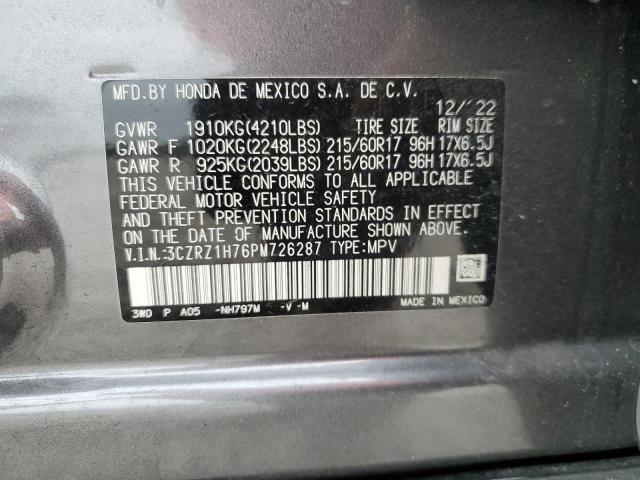 MFD.BY HONDA DE MEXICO S.A. DE C.V.
12/'22
GVWR 1910KG(4210LBS) TIRE SIZE RIM SIZE
GAWR F 1020KG(2248LBS) 215/60R17 96H 17X6.5J
GAWR R 925KG(2039LBS) 215/60R17 96H 17X6.5J
THIS VEHICLE CONFORMS TO ALL APPLICABLE
FEDERAL MOTOR VEHICLE SAFETY
AND THEFT PREVENTION STANDARDS IN EFFECT
ON THE DATE OF MANUFACTURE SHOWN ABOVE.
V.I.N.:3CZRZ1H76PM726287 TYPE:MPV
3W0 P A05 -NH797M -V -M MADE IN MEXICO